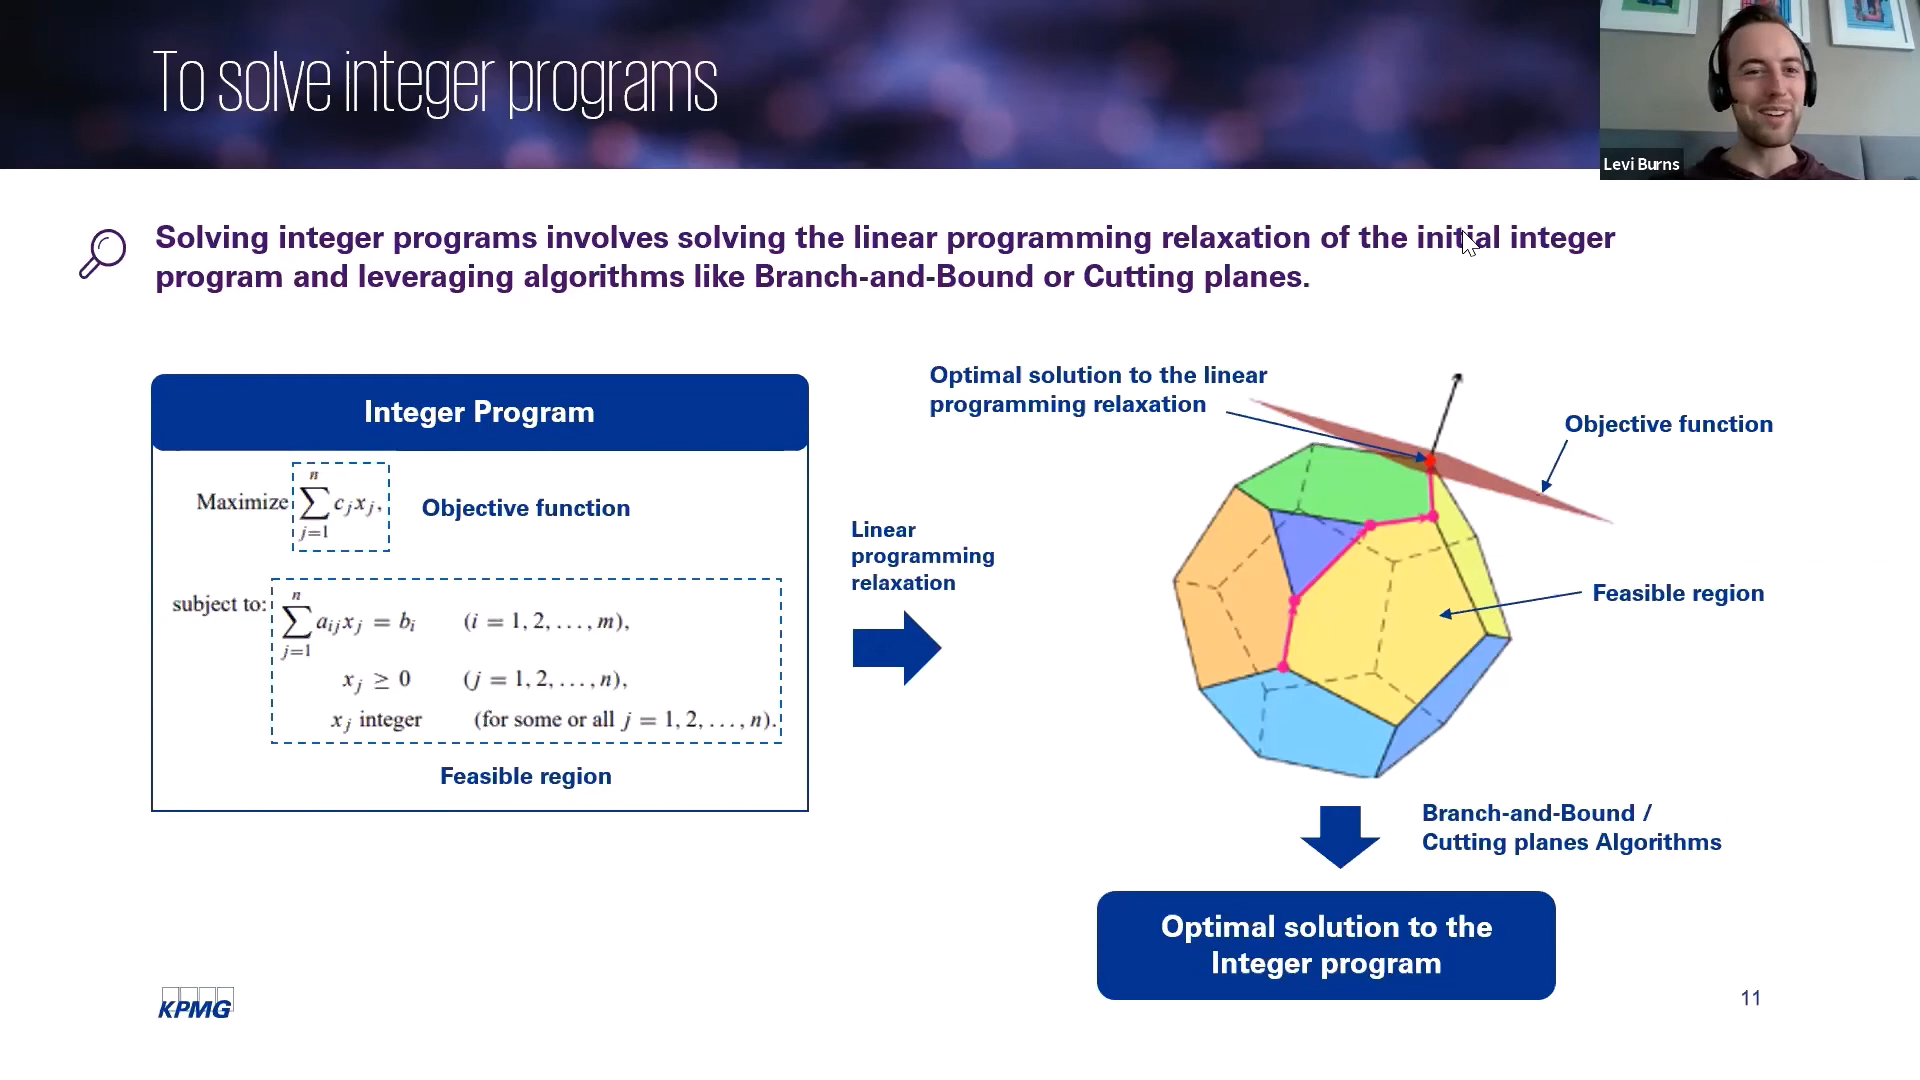 To solve integer programs
Levi Burns
Solving integer programs involves solving the linear programming relaxation of the initial integer
program and leveraging algorithms like Branch-and-Bound or Cutting planes.
Integer Program
Maximize ∑_{j=1}^{n} c_j x_j,
Objective function
subject to: ∑_{j=1}^{n} a_{ij} x_j = b_i (i = 1, 2, . . . , m),
x_j ≥ 0 (j = 1, 2, . . . , n),
x_j integer (for some or all j = 1, 2, . . . , n).
Feasible region
Linear
programming
relaxation
Optimal solution to the linear
programming relaxation
Objective function
Feasible region
Branch-and-Bound /
Cutting planes Algorithms
Optimal solution to the
Integer program
KPMG
11